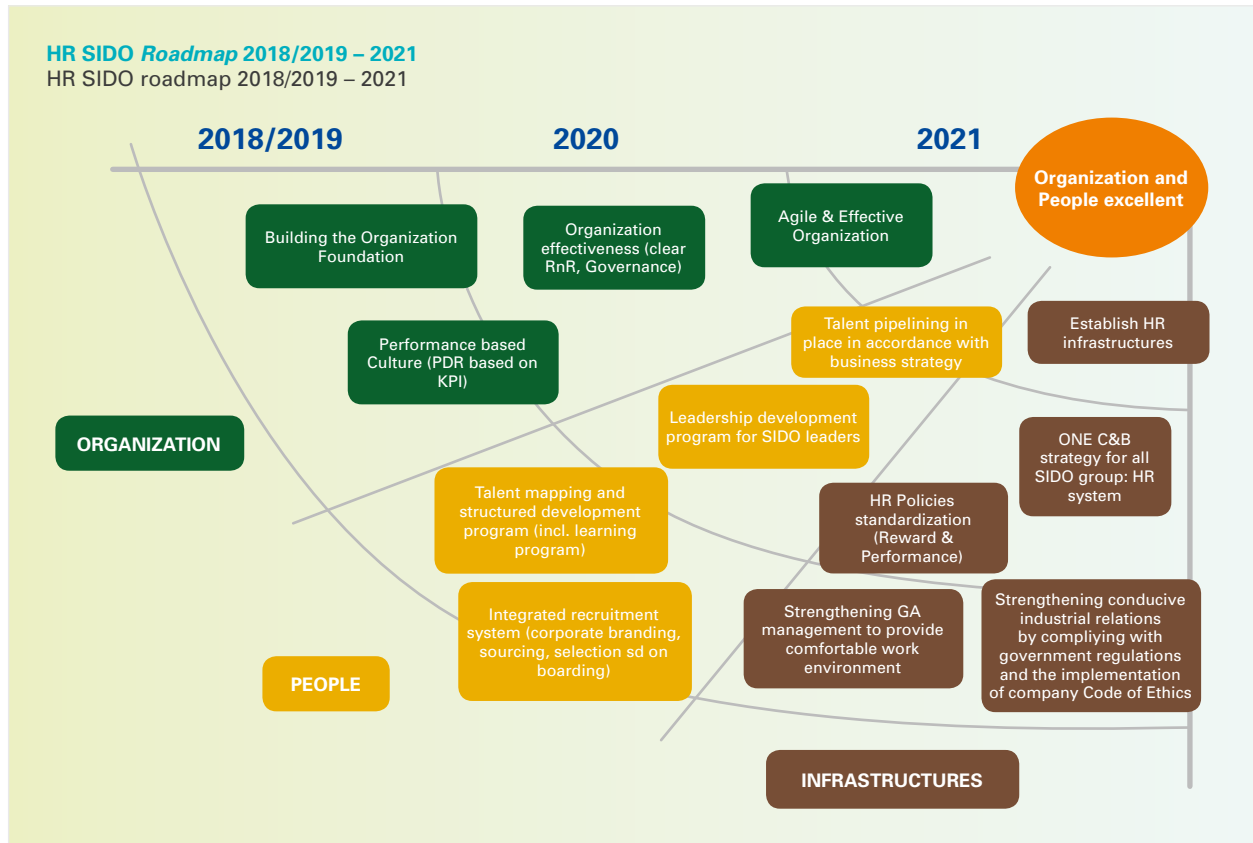 HR SIDO Roadmap 2018/2019 – 2021
HR SIDO roadmap 2018/2019 – 2021
2018/2019
2020
2021
Organization and
People excellent
Building the Organization
Foundation
Organization
effectiveness (clear
RnR, Governance)
Agile & Effective
Organization
Performance based
Culture (PDR based on
KPI)
Talent pipelining in
place in accordance with
business strategy
Establish HR
infrastructures
ORGANIZATION
Leadership development
program for SIDO leaders
ONE C&B
strategy for all
SIDO group: HR
system
Talent mapping and
structured development
program (incl. learning
program)
HR Policies
standardization
(Reward &
Performance)
Integrated recruitment
system (corporate branding,
sourcing, selection sd on
boarding)
Strengthening GA
management to provide
comfortable work
environment
Strengthening conducive
industrial relations
by complying with
government regulations
and the implementation
of company Code of Ethics
PEOPLE
INFRASTRUCTURES